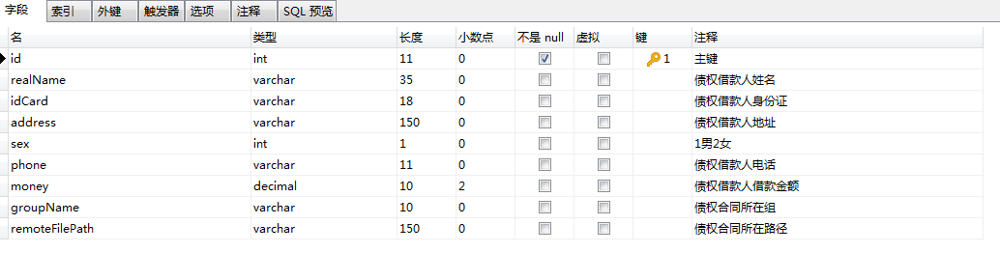 字段 索引 外键 触发器 选项 注释 SQL 预览
名 类型 长度 小数点 不是 null 虚拟 键 注释
id int 11 0 1 主键
realName varchar 35 0 债权借款人姓名
idCard varchar 18 0 债权借款人身份证
address varchar 150 0 债权借款人地址
sex int 1 0 1男2女
phone varchar 11 0 债权借款人电话
money decimal 10 2 债权借款人借款金额
groupName varchar 10 0 债权合同所在组
remoteFilePath varchar 150 0 债权合同所在路径